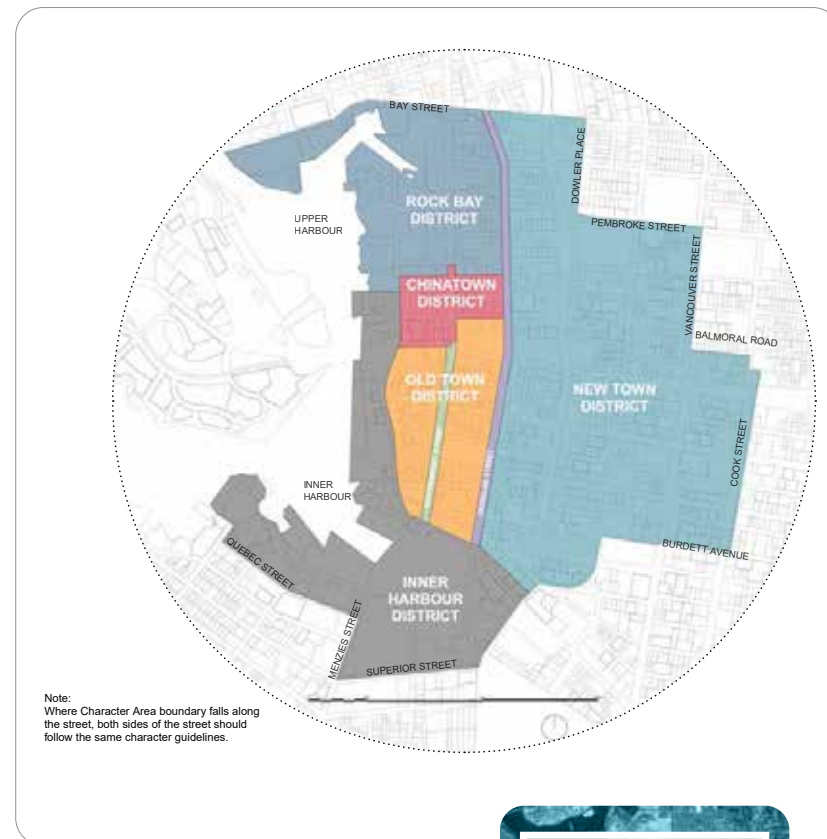 BAY STREET
DOWLER PLACE
ROCK BAY
DISTRICT
UPPER
HARBOUR
PEMBROKE STREET
VANCOUVER STREET
CHINATOWN
DISTRICT
BALMORAL ROAD
OLD TOWN
DISTRICT
NEW TOWN
DISTRICT
COOK STREET
INNER
HARBOUR
QUEBEC STREET
BURDETT AVENUE
INNER
HARBOUR
DISTRICT
MENZIES STREET
SUPERIOR STREET
Note:
Where Character Area boundary falls along
the street, both sides of the street should
follow the same character guidelines.